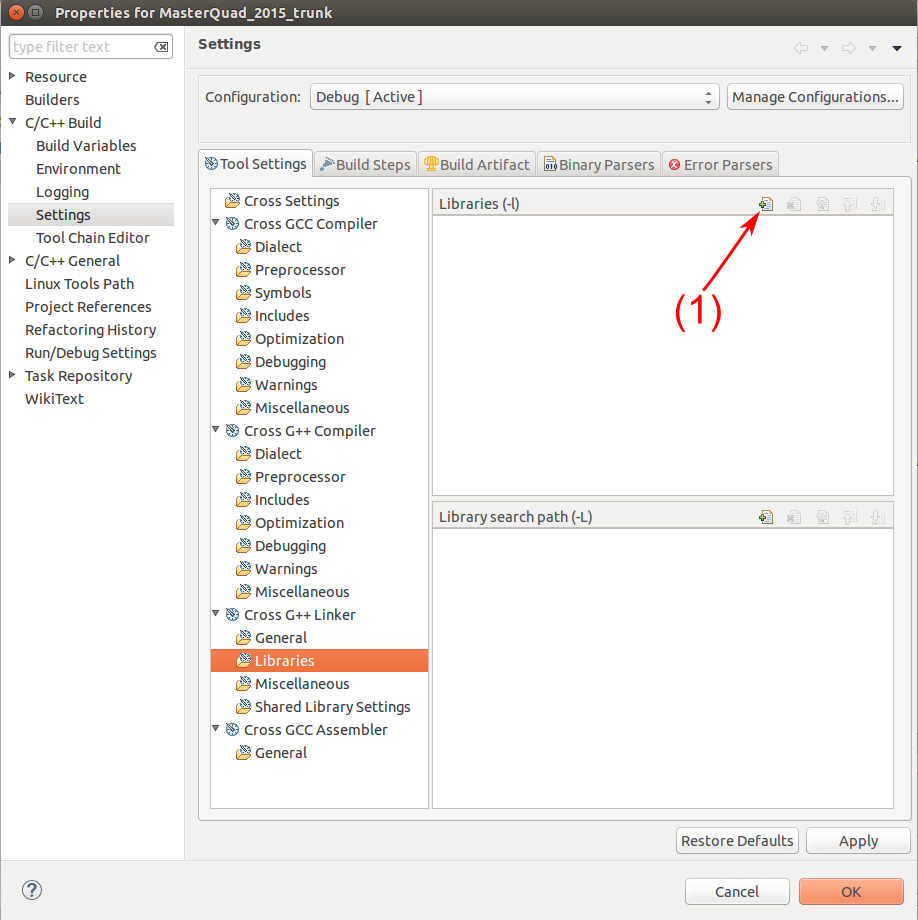 Properties for MasterQuad_2015_trunk
type filter text
Resource
Builders
C/C++ Build
Build Variables
Environment
Logging
Settings
Tool Chain Editor
C/C++ General
Linux Tools Path
Project References
Refactoring History
Run/Debug Settings
Task Repository
WikiText
Settings
Configuration: Debug [ Active ] Manage Configurations...
Tool Settings Build Steps Build Artifact Binary Parsers Error Parsers
Cross Settings
Cross GCC Compiler
Dialect
Preprocessor
Symbols
Includes
Optimization
Debugging
Warnings
Miscellaneous
Cross G++ Compiler
Dialect
Preprocessor
Includes
Optimization
Debugging
Warnings
Miscellaneous
Cross G++ Linker
General
Libraries
Miscellaneous
Shared Library Settings
Cross GCC Assembler
General
Libraries (-l)
(1)
Library search path (-L)
Restore Defaults Apply
? Cancel OK